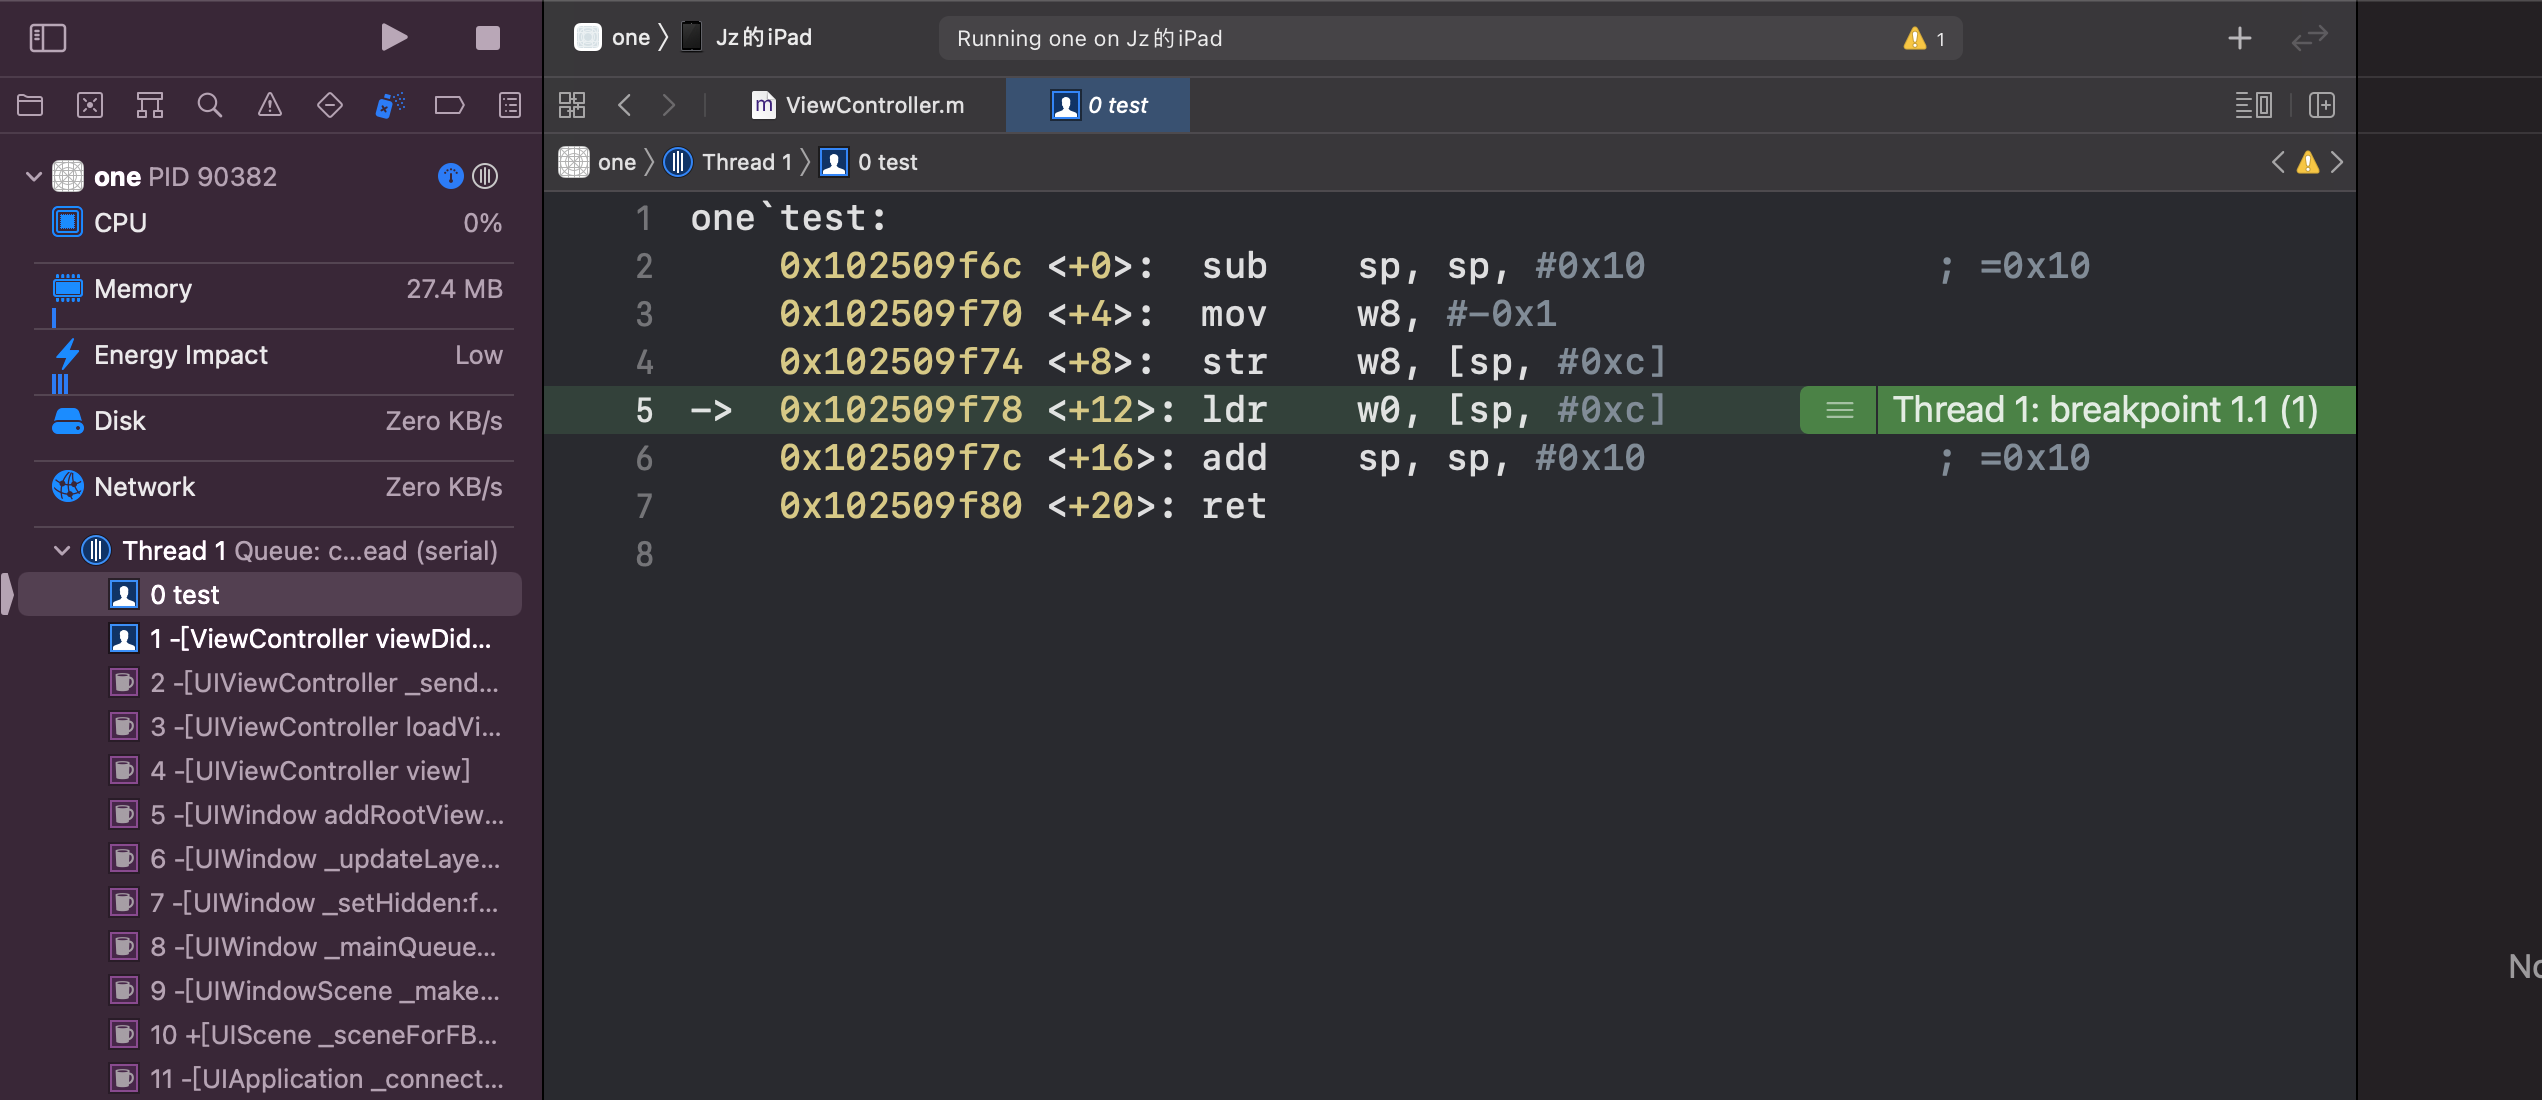 one 〉 Jz的iPad
Running one on Jz的iPad
1
m ViewController.m
0 test
one 〉 Thread 1 〉 0 test
one PID 90382
CPU 0%
Memory 27.4 MB
Energy Impact Low
Disk Zero KB/s
Network Zero KB/s
Thread 1 Queue: c...ead (serial)
0 test
1 -[ViewController viewDid...
2 -[UIViewController _send...
3 -[UIViewController loadVi...
4 -[UIViewController view]
5 -[UIWindow addRootView...
6 -[UIWindow _updateLaye...
7 -[UIWindow _setHidden:f...
8 -[UIWindow _mainQueue...
9 -[UIWindowScene _make...
10 +[UIScene _sceneForFB...
11 -[UIApplication _connect...
1 one`test:
2 0x102509f6c <+0>: sub sp, sp, #0x10 ; =0x10
3 0x102509f70 <+4>: mov w8, #-0x1
4 0x102509f74 <+8>: str w8, [sp, #0xc]
5 -> 0x102509f78 <+12>: ldr w0, [sp, #0xc] Thread 1: breakpoint 1.1 (1)
6 0x102509f7c <+16>: add sp, sp, #0x10 ; =0x10
7 0x102509f80 <+20>: ret
8